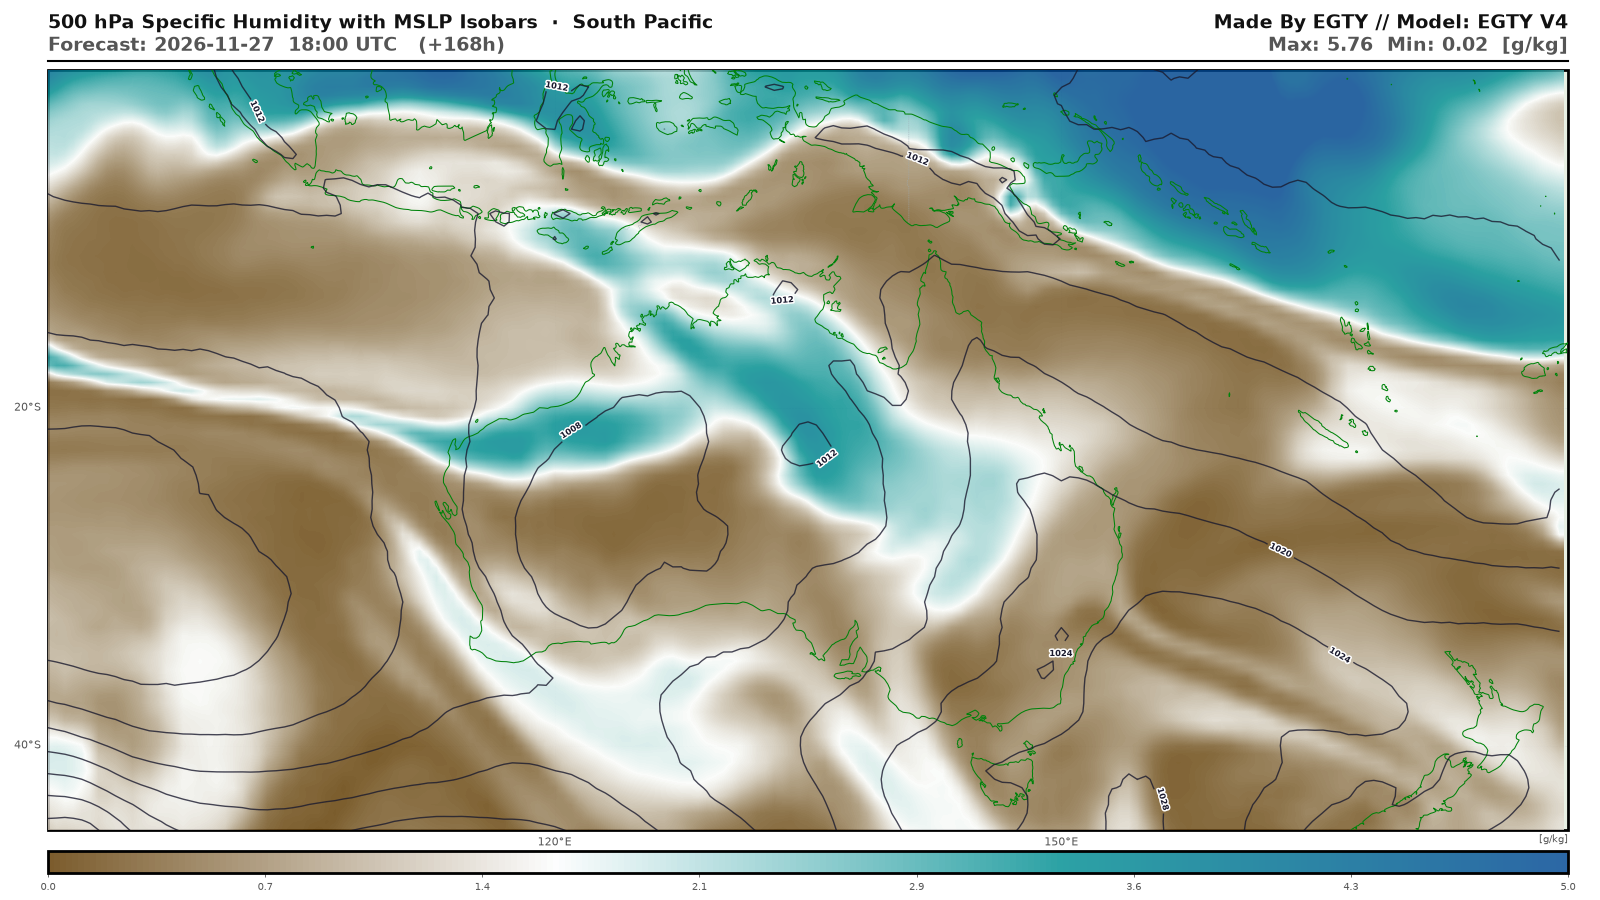 500 hPa Specific Humidity with MSLP Isobars · South Pacific
Made By EGTY // Model: EGTY V4
Forecast: 2026-11-27 18:00 UTC (+168h)
Max: 5.76 Min: 0.02 [g/kg]
1012
1012
1012
1012
20°S
1008
1012
1020
1024
1024
40°S
1028
120°E
150°E
[g/kg]
0.0
0.7
1.4
2.1
2.9
3.6
4.3
5.0